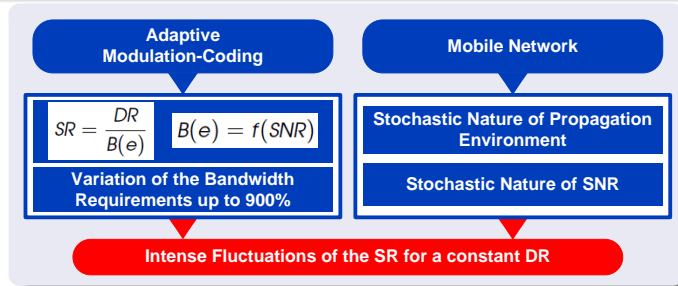 Adaptive
Modulation-Coding
SR = DR / B(e)
B(e) = f(SNR)
Variation of the Bandwidth
Requirements up to 900%
Mobile Network
Stochastic Nature of Propagation
Environment
Stochastic Nature of SNR
Intense Fluctuations of the SR for a constant DR